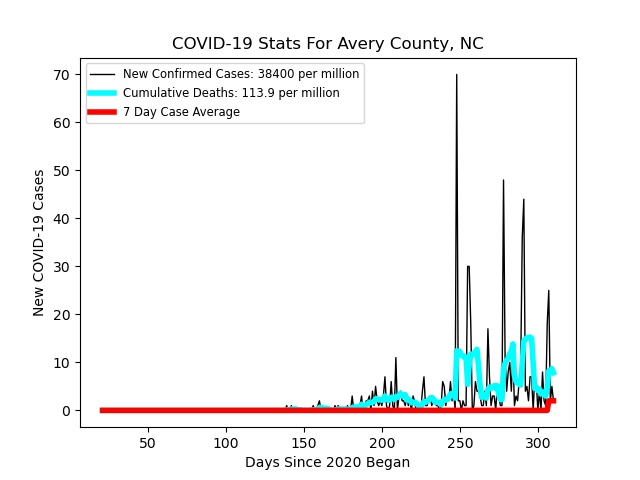 COVID-19 Stats For Avery County, NC
New Confirmed Cases: 38400 per million
Cumulative Deaths: 113.9 per million
7 Day Case Average
70
60
50
40
30
20
10
0
New COVID-19 Cases
50 100 150 200 250 300
Days Since 2020 Began